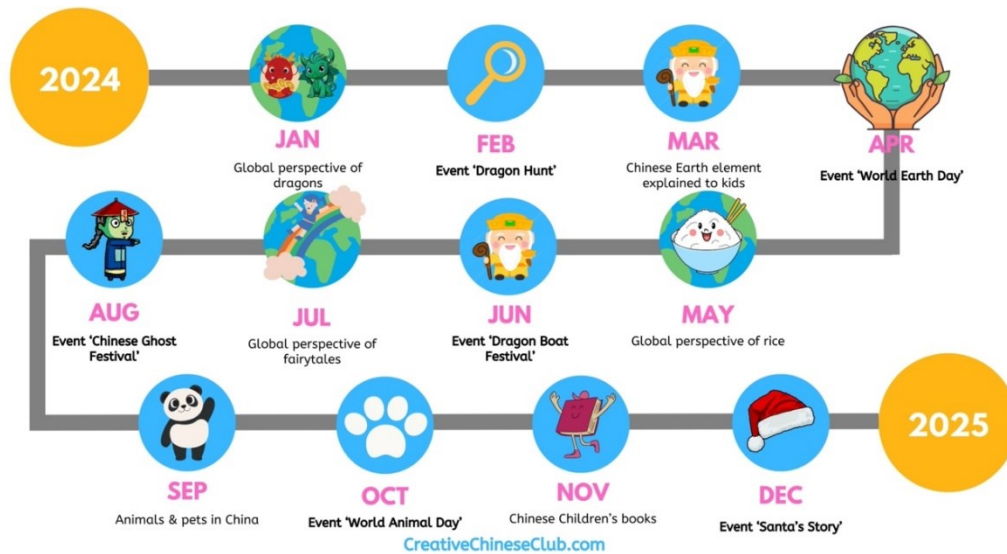 2024
JAN
Global perspective of
dragons
FEB
Event ‘Dragon Hunt’
MAR
Chinese Earth element
explained to kids
APR
Event ‘World Earth Day’
AUG
Event ‘Chinese Ghost
Festival’
JUL
Global perspective of
fairytales
JUN
Event ‘Dragon Boat
Festival’
MAY
Global perspective of rice
SEP
Animals & pets in China
OCT
Event ‘World Animal Day’
NOV
Chinese Children’s books
DEC
Event ‘Santa’s Story’
2025
CreativeChineseClub.com